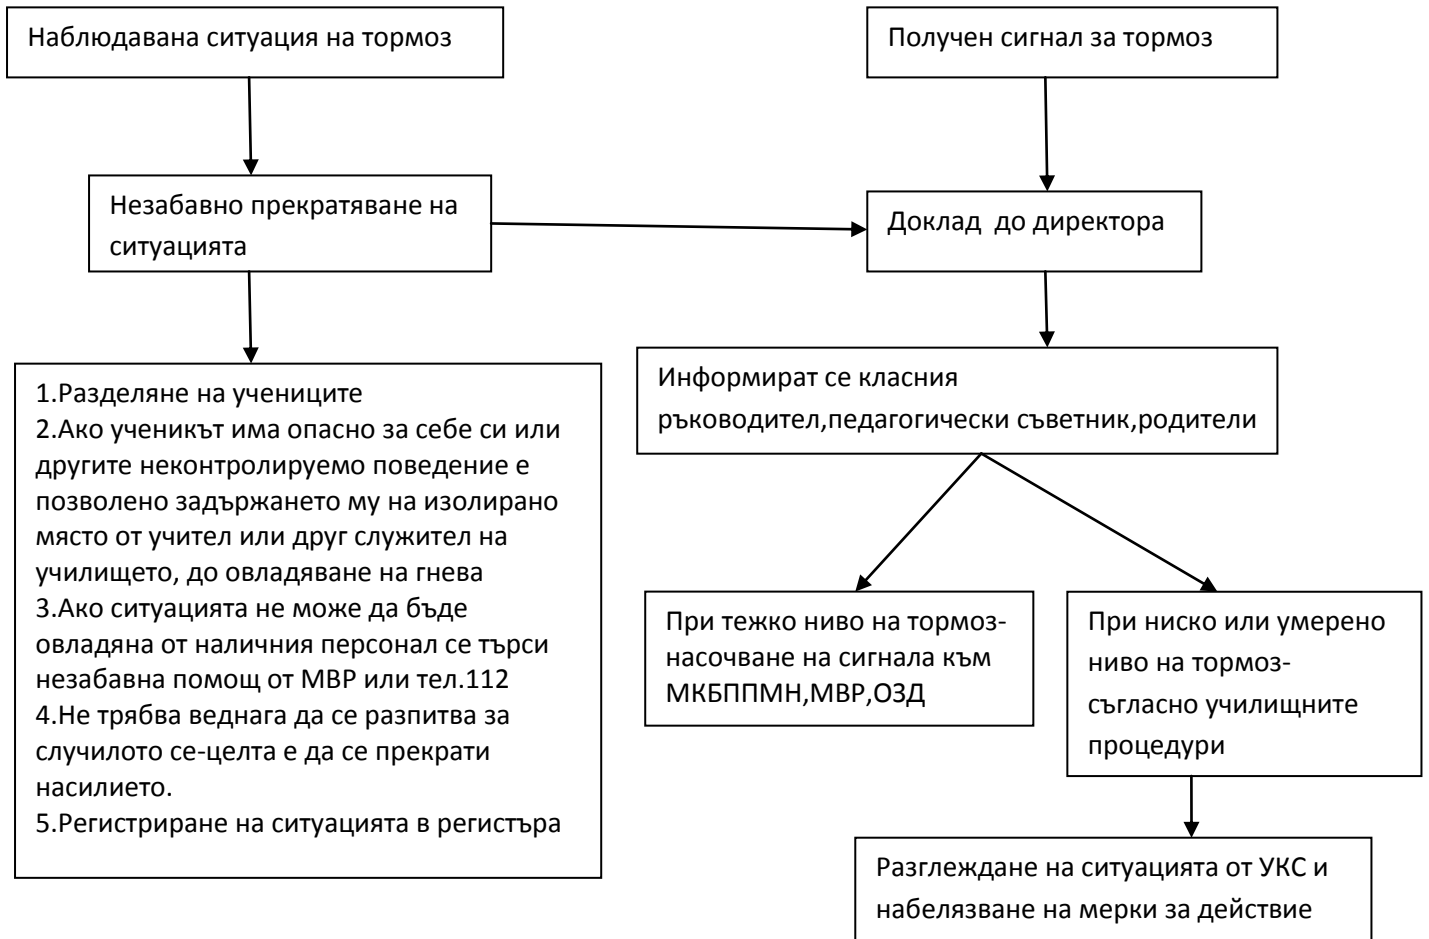 Наблюдавана ситуация на тормоз
Получен сигнал за тормоз
Незабавно прекратяване на
ситуацията
Доклад до директора
1.Разделяне на учениците
2.Ако ученикът има опасно за себе си или
другите неконтролируемо поведение е
позволено задържането му на изолирано
място от учител или друг служител на
училището, до овладяване на гнева
3.Ако ситуацията не може да бъде
овладяна от наличния персонал се търси
незабавна помощ от МВР или тел.112
4.Не трябва веднага да се разпитва за
случилото се-целта е да се прекрати
насилието.
5.Регистриране на ситуацията в регистъра
Информират се класния
ръководител,педагогически съветник,родители
При тежко ниво на тормоз-
насочване на сигнала към
МКБППМН,МВР,ОЗД
При ниско или умерено
ниво на тормоз-
съгласно училищните
процедури
Разглеждане на ситуацията от УКС и
набелязване на мерки за действие